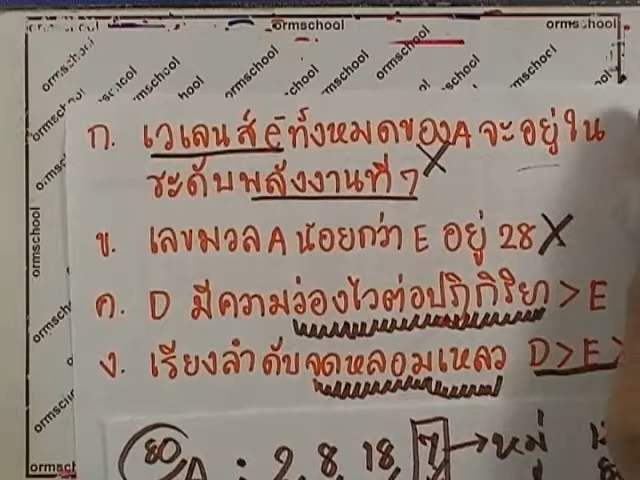 ormschool ormschool
ก. เวเลนส์ e ทั้งหมดของ A จะอยู่ใน
ระดับพลังงานที่ 7
ข. เลขมวล A น้อยกว่า E อยู่ 28
ค. D มีความว่องไวต่อปฏิกิริยา > E
ง. เรียงลำดับจุดหลอมเหลว D > E >
80 A : 2, 8, 18, 7 → หมู่